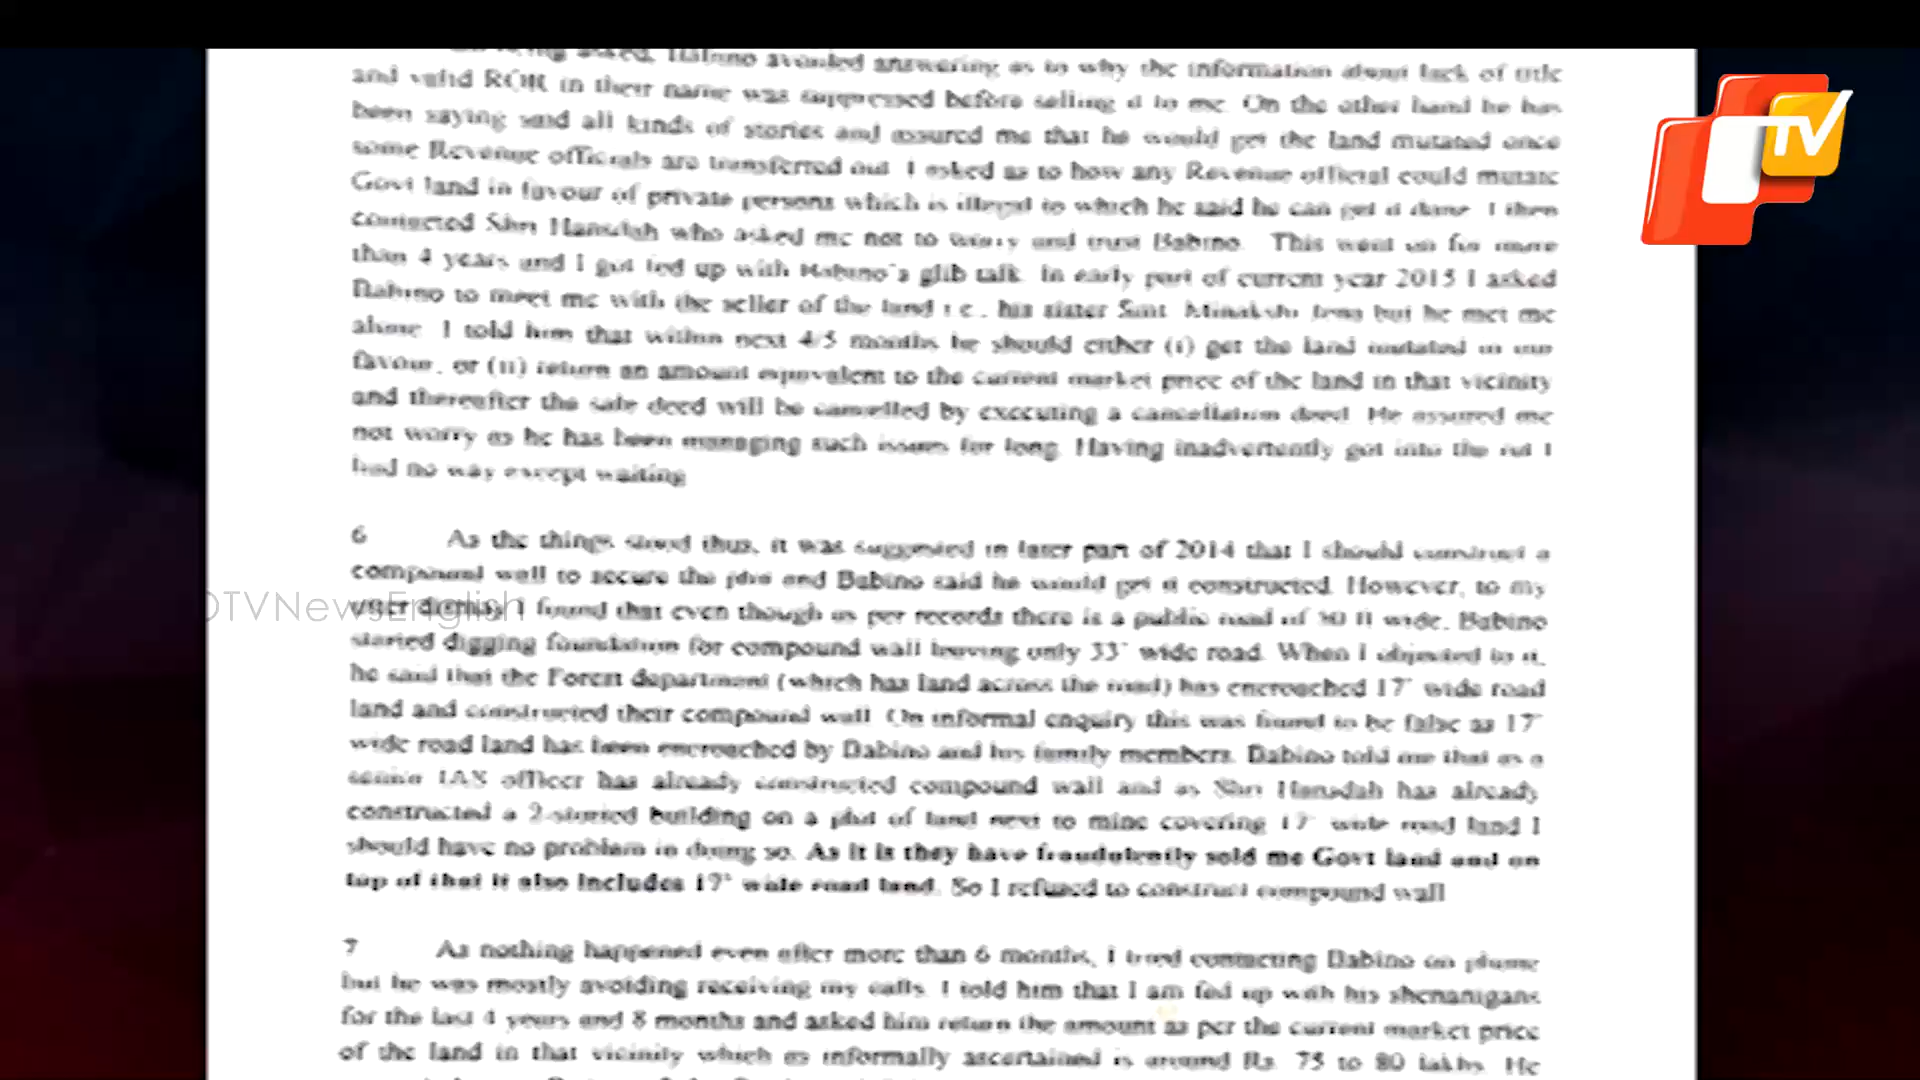 asked, Babino avoided answering as to why the information about lack of title
and valid ROR in their name was suppressed before selling it to me. On the other hand he has
been saying said all kinds of stories and assured me that he would get the land mutated once
some Revenue officials are transferred out. I asked as to how any Revenue official could mutate
Govt land in favour of private persons which is illegal to which he said he can get it done. I then
contacted Shri Hansdah who asked me not to worry and trust Babino. This went on for more
than 4 years and I got fed up with Babino's glib talk. In early part of current year 2015 I asked
Babino to meet me with the seller of the land i.e., his sister Smt. Minakshi Jena but he met me
alone. I told him that within next 4/5 months he should either (i) get the land mutated in our
favour, or (ii) return an amount equivalent to the current market price of the land in that vicinity
and thereafter the sale deed will be cancelled by executing a cancellation deed. He assured me
not worry as he has been managing such issues for long. Having inadvertently got into the rut I
had no way except waiting
6 As the things stood thus, it was suggested in later part of 2014 that I should construct a
compound wall to secure the plot and Babino said he would get it constructed. However, to my
utter dismay I found that even though as per records there is a public road of 50 ft wide, Babino
started digging foundation for compound wall leaving only 33' wide road. When I objected to it,
he said that the Forest department (which has land across the road) has encroached 17' wide road
land and constructed their compound wall. On informal enquiry this was found to be false as 17'
wide road land has been encroached by Babino and his family members. Babino told me that as a
senior IAS officer has already constructed compound wall and as Shri Hansdah has already
constructed a 2-storied building on a plot of land next to mine covering 17' wide road land I
should have no problem in doing so. As it is they have fraudulently sold me Govt land and on
top of that it also includes 17' wide road land. So I refused to construct compound wall
7 As nothing happened even after more than 6 months, I tried contacting Babino on phone
but he was mostly avoiding receiving my calls. I told him that I am fed up with his shenanigans
for the last 4 years and 8 months and asked him return the amount as per the current market price
of the land in that vicinity which as informally ascertained is around Rs. 75 to 80 lakhs. He
TV
OTVNewsEnglish